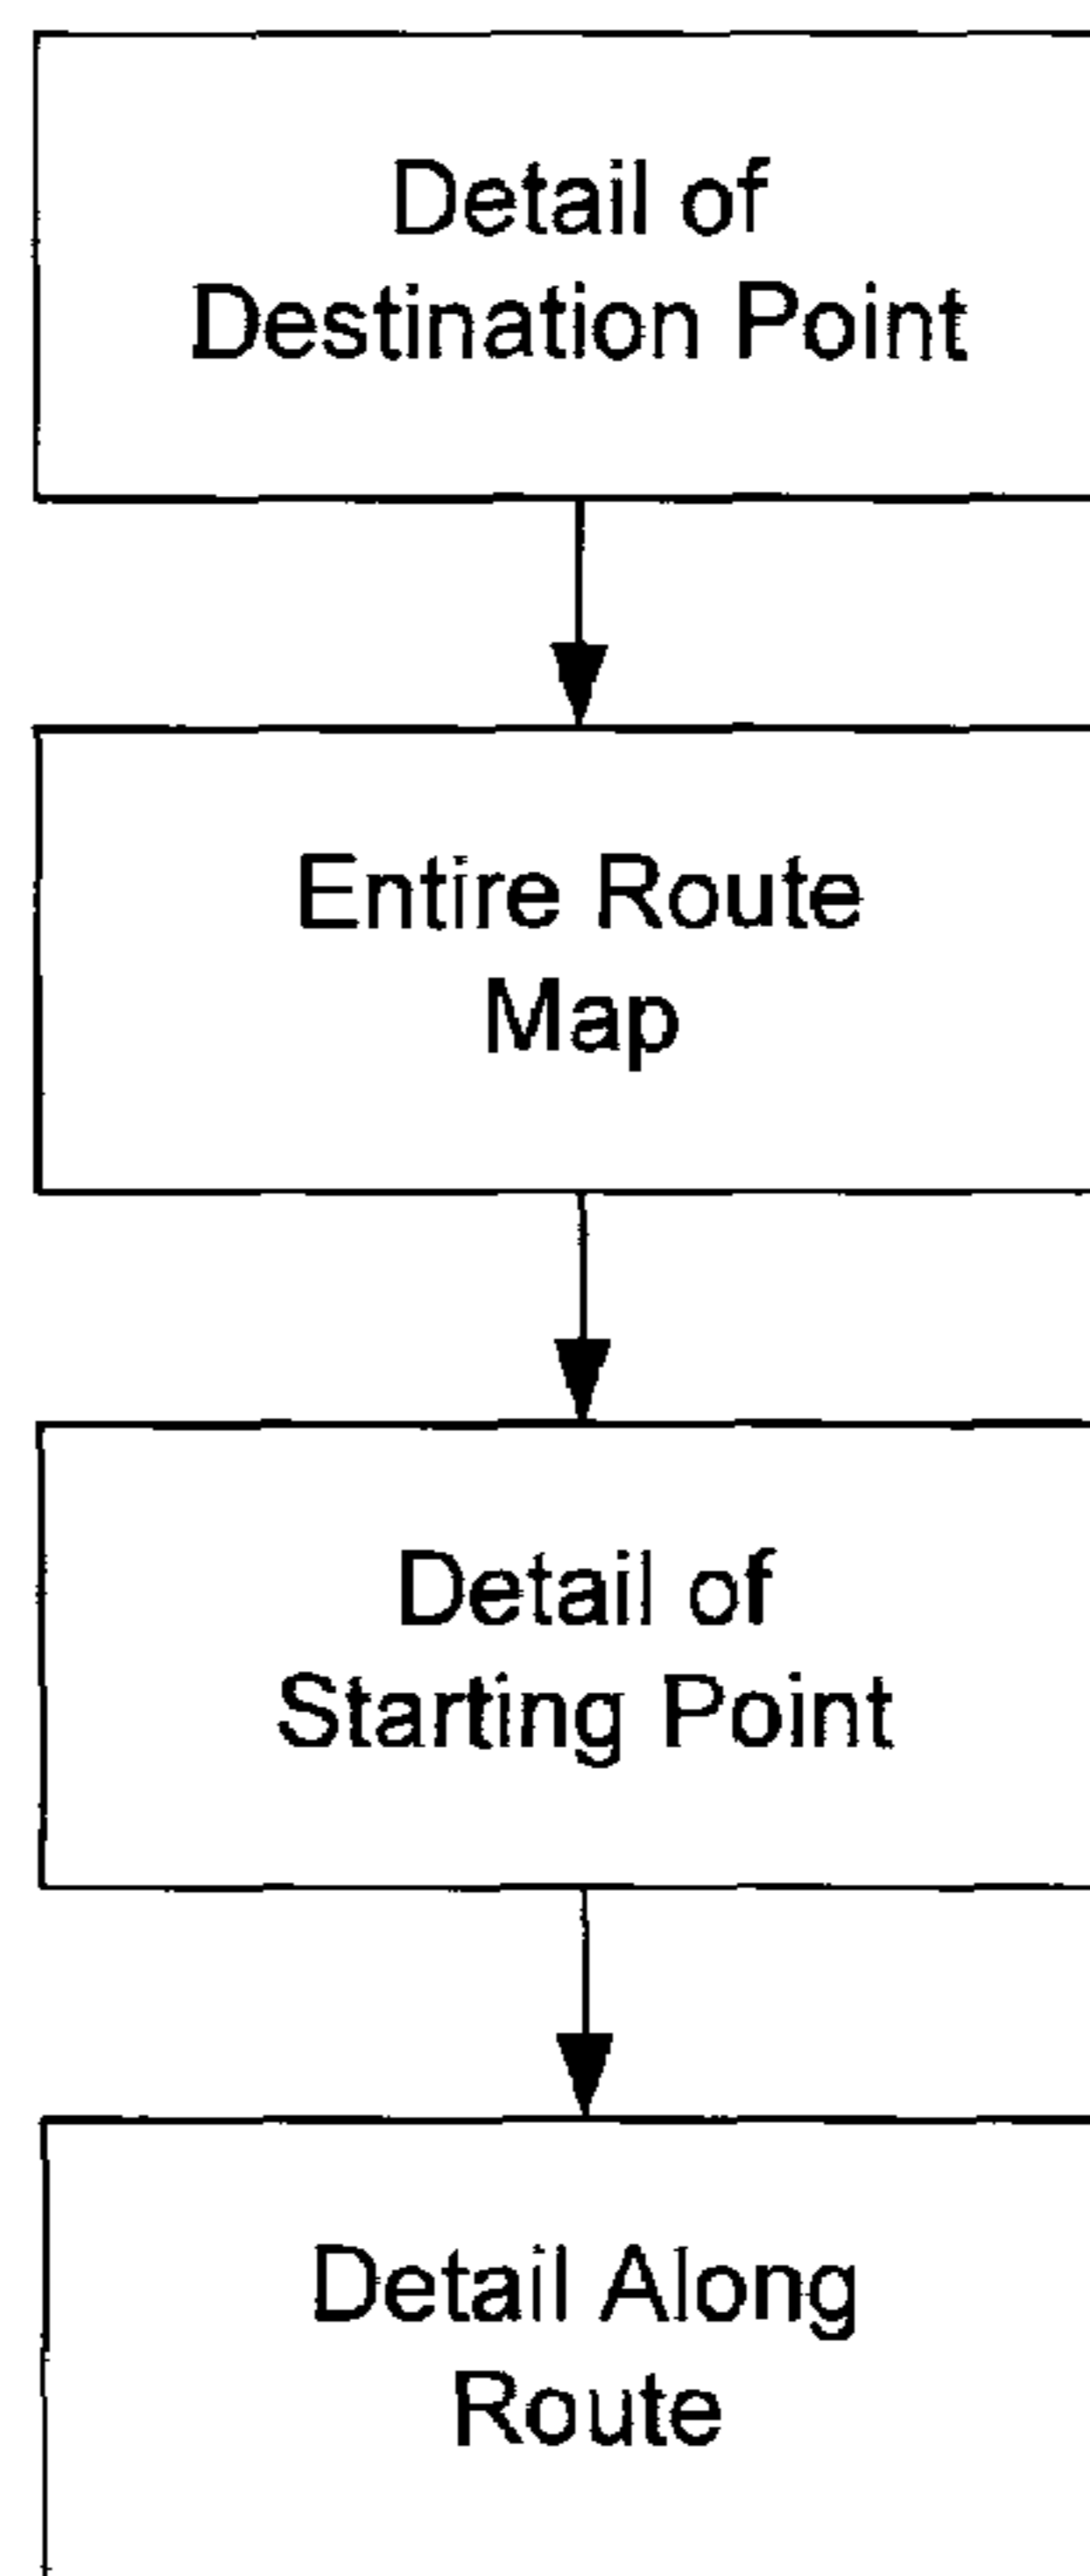 Detail of
Destination Point
Entire Route
Map
Detail of
Starting Point
Detail Along
Route